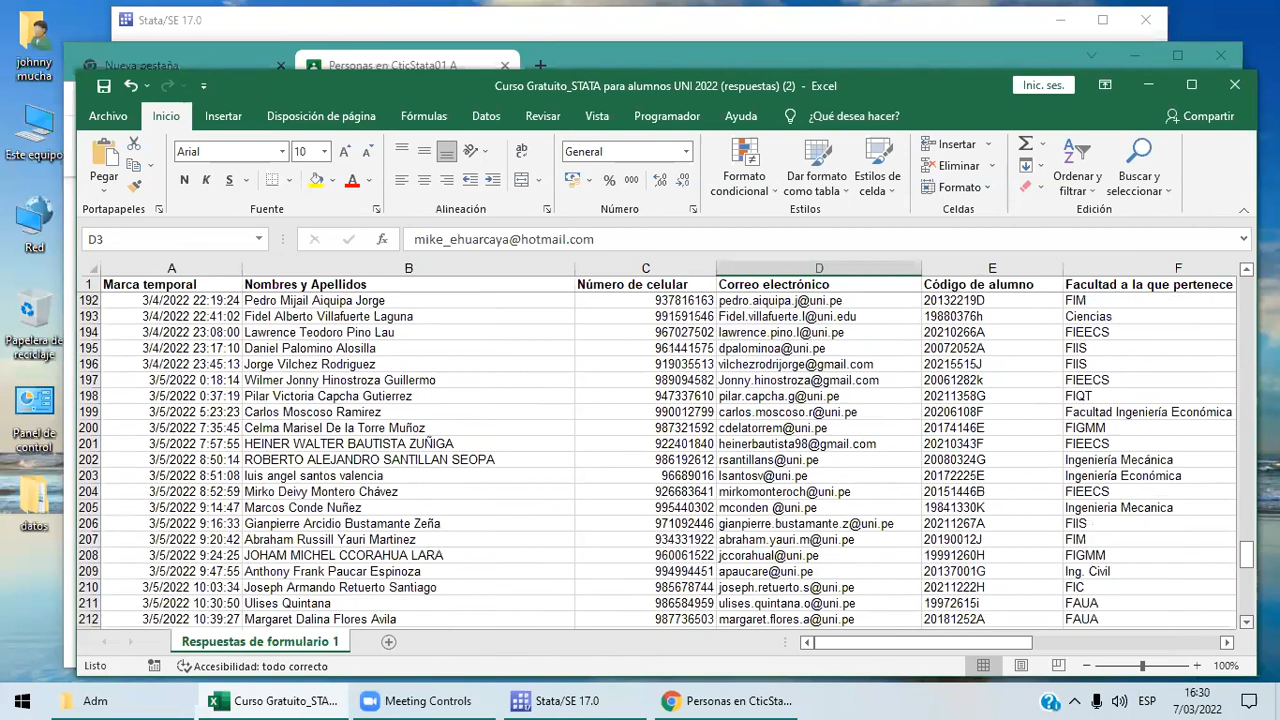 Stata/SE 17.0
johnny mucha
Nueva pestaña
Personas en CticStata01 A
Curso Gratuito_STATA para alumnos UNI 2022 (respuestas) (2) - Excel
Inic. ses.
Archivo Inicio Insertar Disposición de página Fórmulas Datos Revisar Vista Programador Ayuda ¿Qué desea hacer? Compartir
Este equipo
Pegar
Arial 10
N K S
ab c
General
% 000
Formato condicional
Dar formato como tabla
Estilos de celda
Insertar
Eliminar
Formato
Ordenar y filtrar
Buscar y seleccionar
Portapapeles Fuente Alineación Número Estilos Celdas Edición
Red
D3 fx mike_ehuarcaya@hotmail.com
A B C D E F
1 Marca temporal Nombres y Apellidos Número de celular Correo electrónico Código de alumno Facultad a la que pertenece
192 3/4/2022 22:19:24 Pedro Mijail Aiquipa Jorge 937816163 pedro.aiquipa.j@uni.pe 20132219D FIM
193 3/4/2022 22:41:02 Fidel Alberto Villafuerte Laguna 991591546 Fidel.villafuerte.l@uni.edu 19880376h Ciencias
194 3/4/2022 23:08:00 Lawrence Teodoro Pino Lau 967027502 lawrence.pino.l@uni.pe 20210266A FIEECS
195 3/4/2022 23:17:10 Daniel Palomino Alosilla 961441575 dpalominoa@uni.pe 20072052A FIIS
196 3/4/2022 23:45:13 Jorge Vilchez Rodriguez 919035513 vilchezrodrijorge@gmail.com 20215515J FIIS
197 3/5/2022 0:18:14 Wilmer Jonny Hinostroza Guillermo 989094582 Jonny.hinostroza@gmail.com 20061282k FIEECS
198 3/5/2022 0:37:19 Pilar Victoria Capcha Gutierrez 947337610 pilar.capcha.g@uni.pe 20211358G FIQT
199 3/5/2022 5:23:23 Carlos Moscoso Ramirez 990012799 carlos.moscoso.r@uni.pe 20206108F Facultad Ingeniería Económica
200 3/5/2022 7:35:45 Celma Marisel De la Torre Muñoz 987321592 cdelatorrem@uni.pe 20174146E FIGMM
201 3/5/2022 7:57:55 HEINER WALTER BAUTISTA ZUÑIGA 922401840 heinerbautista98@gmail.com 20210343F FIEECS
202 3/5/2022 8:50:14 ROBERTO ALEJANDRO SANTILLAN SEOPA 986192612 rsantillans@uni.pe 20080324G Ingeniería Mecánica
203 3/5/2022 8:51:08 luis angel santos valencia 96689016 lsantosv@uni.pe 20172225E Ingeniería Económica
204 3/5/2022 8:52:59 Mirko Deivy Montero Chávez 926683641 mirkomonteroch@uni.pe 20151446B FIEECS
205 3/5/2022 9:14:47 Marcos Conde Nuñez 995440302 mconden @uni.pe 19841330K Ingenieria Mecanica
206 3/5/2022 9:16:33 Gianpierre Arcidio Bustamante Zeña 971092446 gianpierre.bustamante.z@uni.pe 20211267A FIIS
207 3/5/2022 9:20:42 Abraham Russill Yauri Martinez 934331922 abraham.yauri.m@uni.pe 20190012J FIM
208 3/5/2022 9:24:25 JOHAM MICHEL CCORAHUA LARA 960061522 jccorahual@uni.pe 19991260H FIGMM
209 3/5/2022 9:47:55 Anthony Frank Paucar Espinoza 994994451 apaucare@uni.pe 20137001G Ing. Civil
210 3/5/2022 10:03:34 Joseph Armando Retuerto Santiago 985678744 joseph.retuerto.s@uni.pe 20211222H FIC
211 3/5/2022 10:30:50 Ulises Quintana 986584959 ulises.quintana.o@uni.pe 19972615i FAUA
212 3/5/2022 10:39:27 Margaret Dalina Flores Avila 987736503 margaret.flores.a@uni.pe 20181252A FAUA
Papelera de reciclaje
Panel de control
datos
Respuestas de formulario 1
Listo Accesibilidad: todo correcto 100%
Adm Curso Gratuito_STA... Meeting Controls Stata/SE 17.0 Personas en CticStata... ESP 16:30
7/03/2022